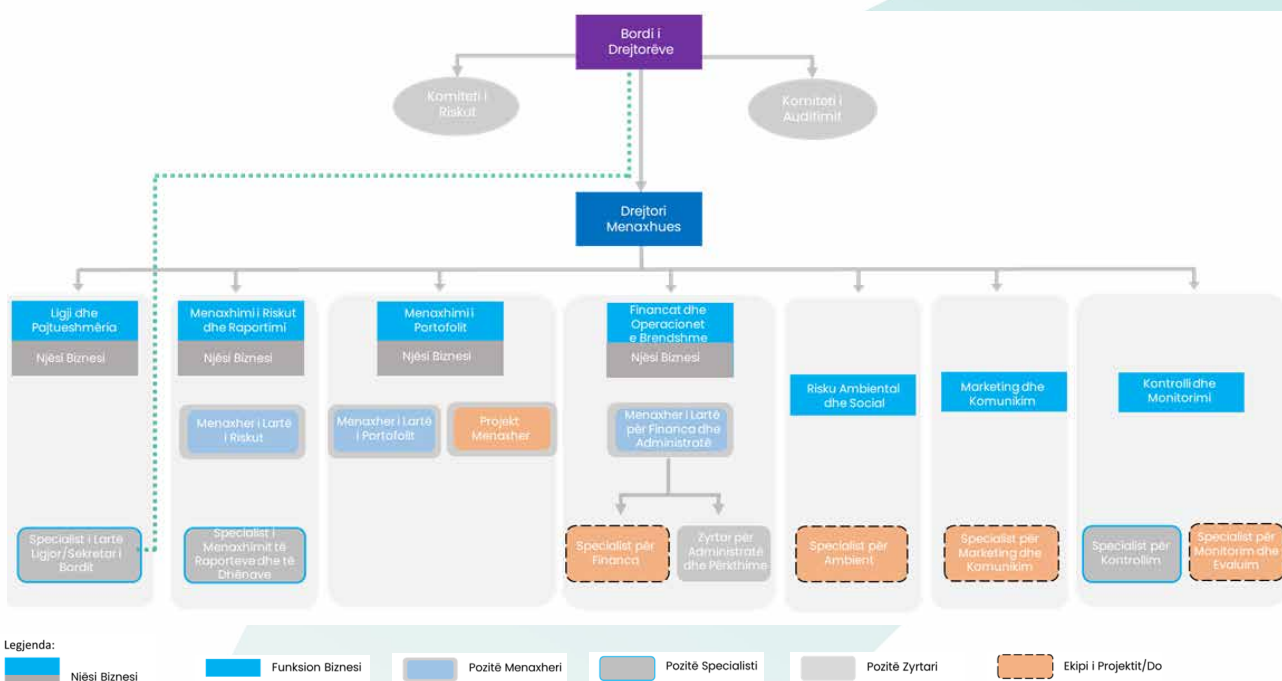 Bordi i
Drejtorëve
Komiteti i
Riskut
Komiteti i
Auditimit
Drejtori
Menaxhues
Ligji dhe
Pajtueshmëria
Njësi Biznesi
Menaxhimi i Riskut
dhe Raportimi
Njësi Biznesi
Menaxhimi i
Portofolit
Njësi Biznesi
Financat dhe
Operacionet
e Brendshme
Njësi Biznesi
Risku Ambiental
dhe Social
Marketing dhe
Komunikim
Kontrolli dhe
Monitorimi
Menaxher i Lartë
i Riskut
Menaxher i Lartë
i Portofolit
Projekt
Menaxher
Menaxher i Lartë
për Financa dhe
Administratë
Specialist i Lartë
Ligjor/Sekretar i
Bordit
Specialist i
Menaxhimit të
Raporteve dhe të
Dhënave
Specialist për
Financa
Zyrtar për
Administratë
dhe Përkthime
Specialist për
Ambient
Specialist për
Marketing dhe
Komunikim
Specialist për
Kontrollim
Specialist për
Monitorim dhe
Evaluim
Legjenda:
Njësi Biznesi
Funksion Biznesi
Pozitë Menaxheri
Pozitë Specialisti
Pozitë Zyrtari
Ekipi i Projektit/Do